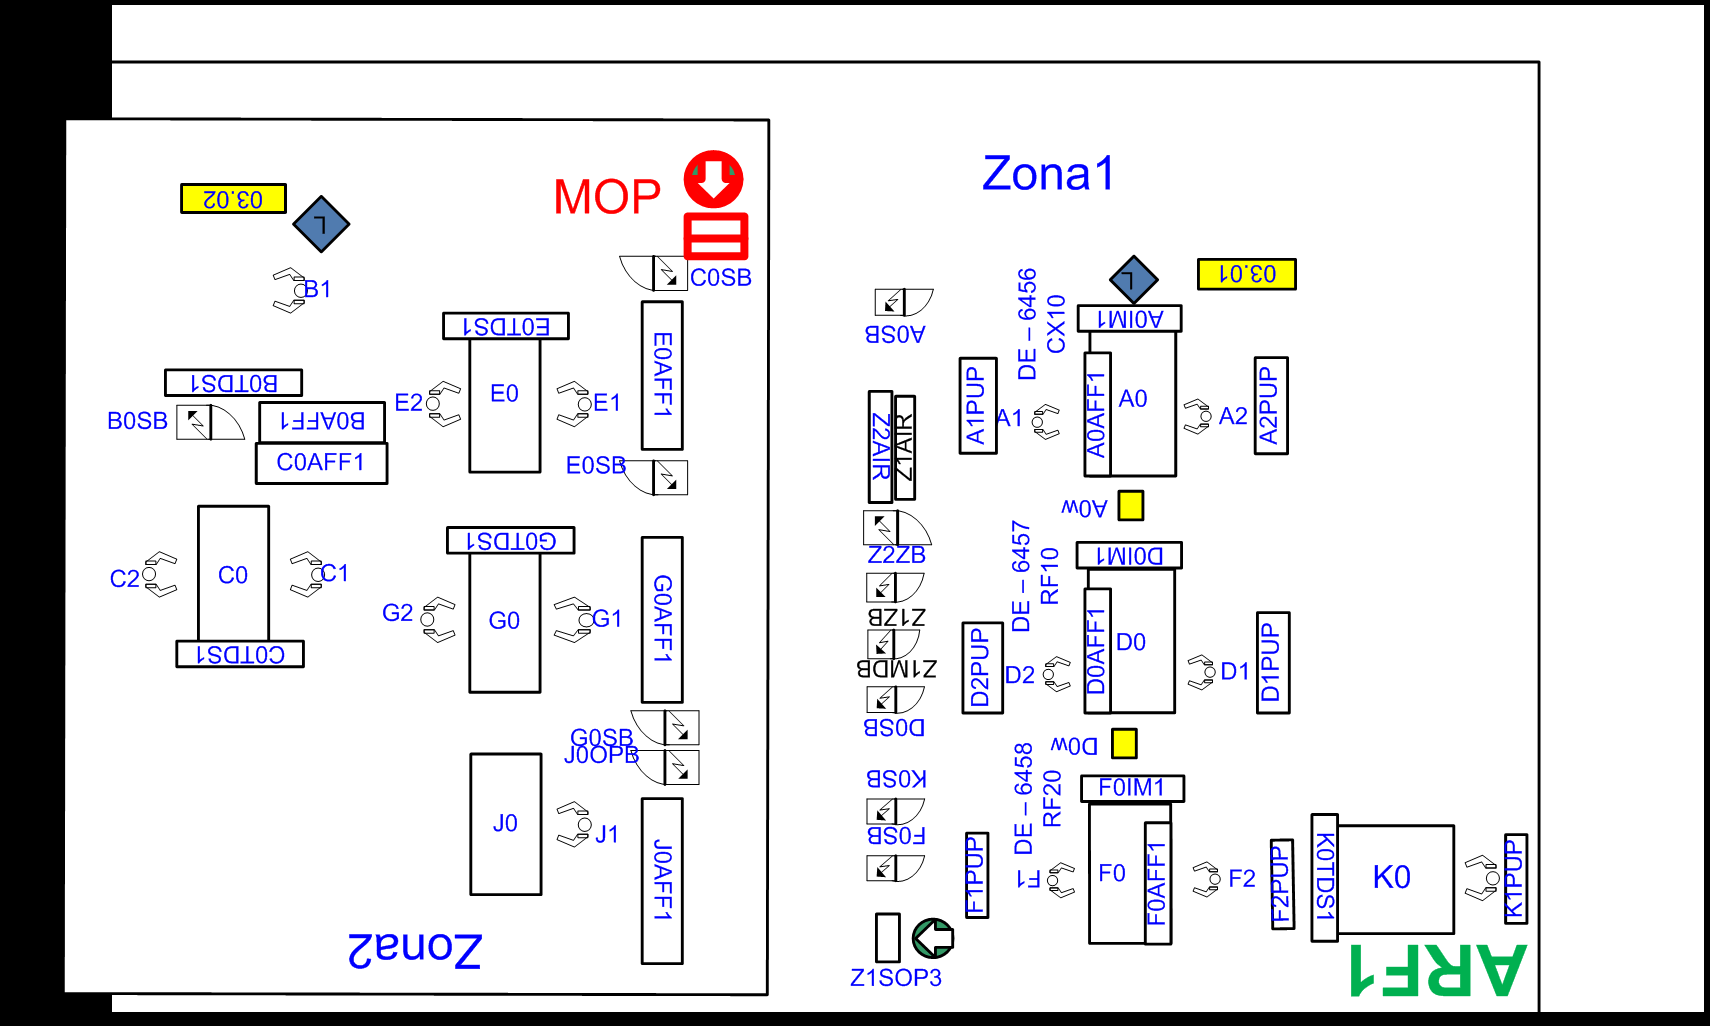 Zona1
MOP
03.02
L
B1
C0SB
E0TDS1
E0AFF1
B0TDS1
B0SB
B0AFF1
C0AFF1
E2
E0
E1
E0SB
C2
C0
C1
C0TDS1
G0TDS1
G2
G0
G1
G0AFF1
G0SB
J0OPB
J0
J1
J0AFF1
Zona2
A0SB
DE – 6456
CX10
L
03.01
A0IM1
A1PUP
A1
A0AFF1
A0
A2
A2PUP
Z2AIR
Z1AIR
A0w
Z2ZB
Z1ZB
Z1MDB
D0SB
DE – 6457
RF10
D0IM1
D2PUP
D2
D0AFF1
D0
D1
D1PUP
D0w
K0SB
F0SB
DE – 6458
RF20
F0IM1
F1PUP
F1
F0
F0AFF1
F2
F2PUP
K0TDS1
K0
K1PUP
Z1SOP3
ARF1